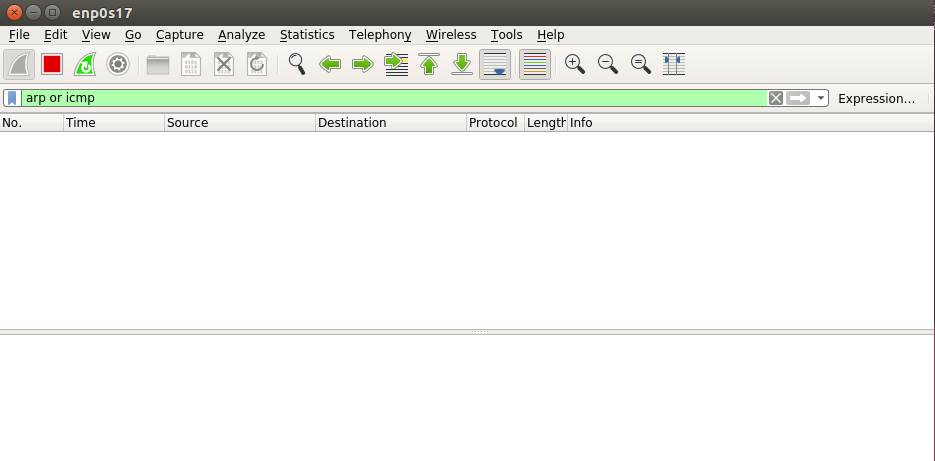 enp0s17
File Edit View Go Capture Analyze Statistics Telephony Wireless Tools Help
arp or icmp Expression...
No. Time Source Destination Protocol Length Info